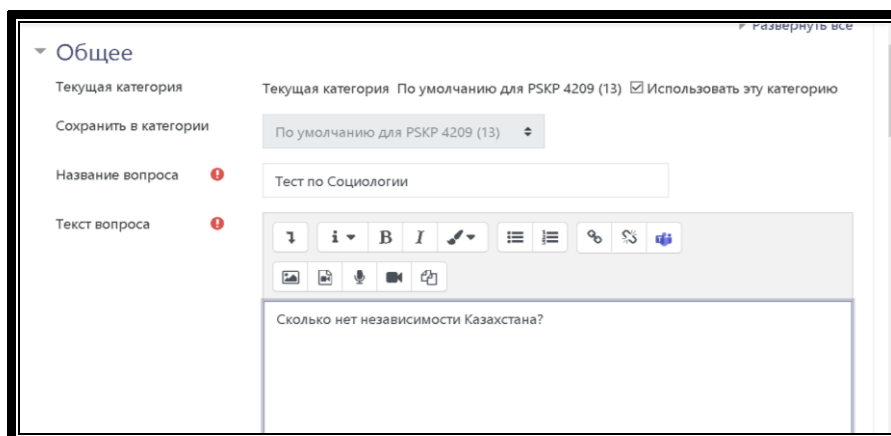 Развернуть все
Общее
Текущая категория Текущая категория По умолчанию для PSKP 4209 (13) Использовать эту категорию
Сохранить в категории По умолчанию для PSKP 4209 (13)
Название вопроса Тест по Социологии
Текст вопроса
Сколько нет независимости Казахстана?